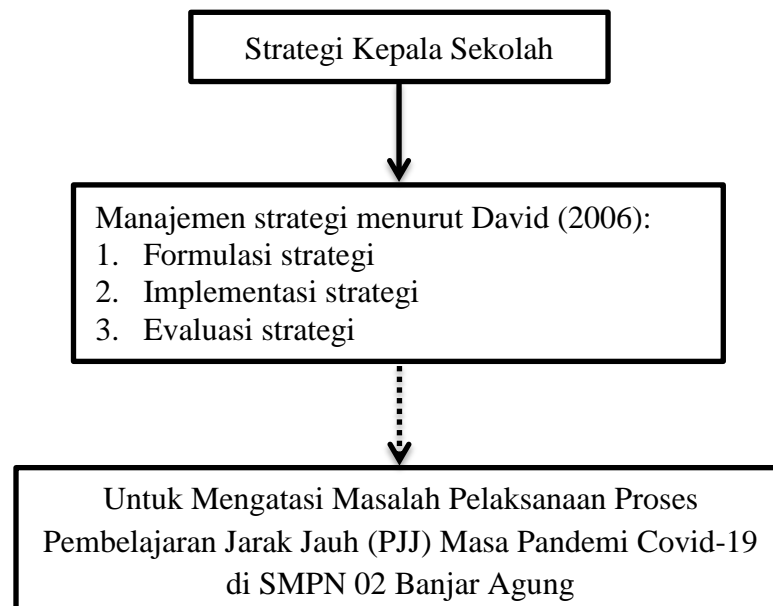 Strategi Kepala Sekolah
Manajemen strategi menurut David (2006):
1. Formulasi strategi
2. Implementasi strategi
3. Evaluasi strategi
Untuk Mengatasi Masalah Pelaksanaan Proses
Pembelajaran Jarak Jauh (PJJ) Masa Pandemi Covid-19
di SMPN 02 Banjar Agung